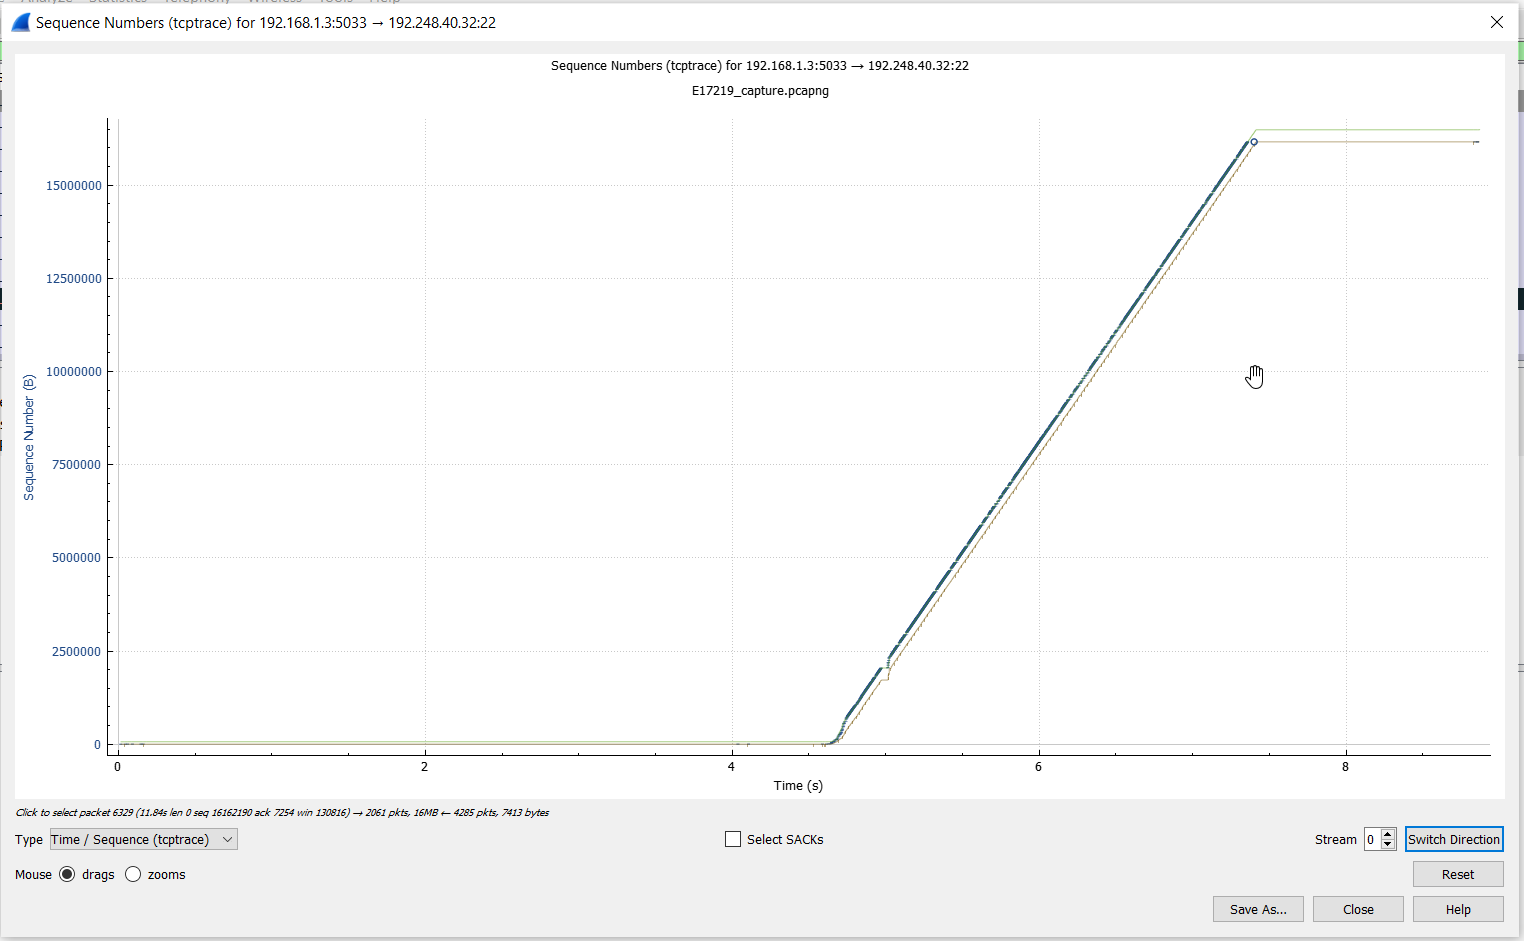 Sequence Numbers (tcptrace) for 192.168.1.3:5033 → 192.248.40.32:22
Sequence Numbers (tcptrace) for 192.168.1.3:5033 → 192.248.40.32:22
E17219_capture.pcapng
15000000
12500000
10000000
7500000
5000000
2500000
0
Sequence Number (B)
0 2 4 6 8
Time (s)
Click to select packet 6329 (11.84s len 0 seq 16162190 ack 7254 win 130816) → 2061 pkts, 16MB ← 4285 pkts, 7413 bytes
Type Time / Sequence (tcptrace) Select SACKs Stream 0 Switch Direction
Mouse drags zooms Reset
Save As... Close Help